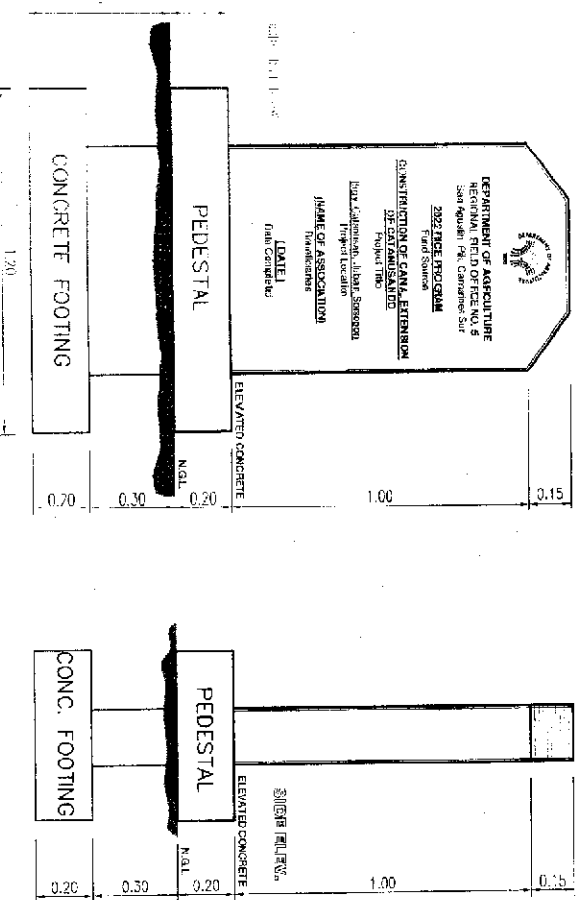 DEPARTMENT OF AGRICULTURE
REGIONAL FIELD OFFICE NO. 5
San Agustin, Pili, Camarines Sur
2022 RICE PROGRAM
Fund Source
CONSTRUCTION OF CANAL EXTENSION
OF CATANUSAN DD
Project Title
Brgy. Catanusan, Juban, Sorsogon
Project Location
(NAME OF ASSOCIATION)
Beneficiaries
( DATE )
Date Completed
ELEVATED CONCRETE
PEDESTAL
N.G.L.
CONCRETE FOOTING
1.20
0.15
1.00
0.20
0.30
0.20
SIDE ELEV.
ELEVATED CONCRETE
PEDESTAL
N.G.L.
CONC. FOOTING
0.15
1.00
0.20
0.30
0.20